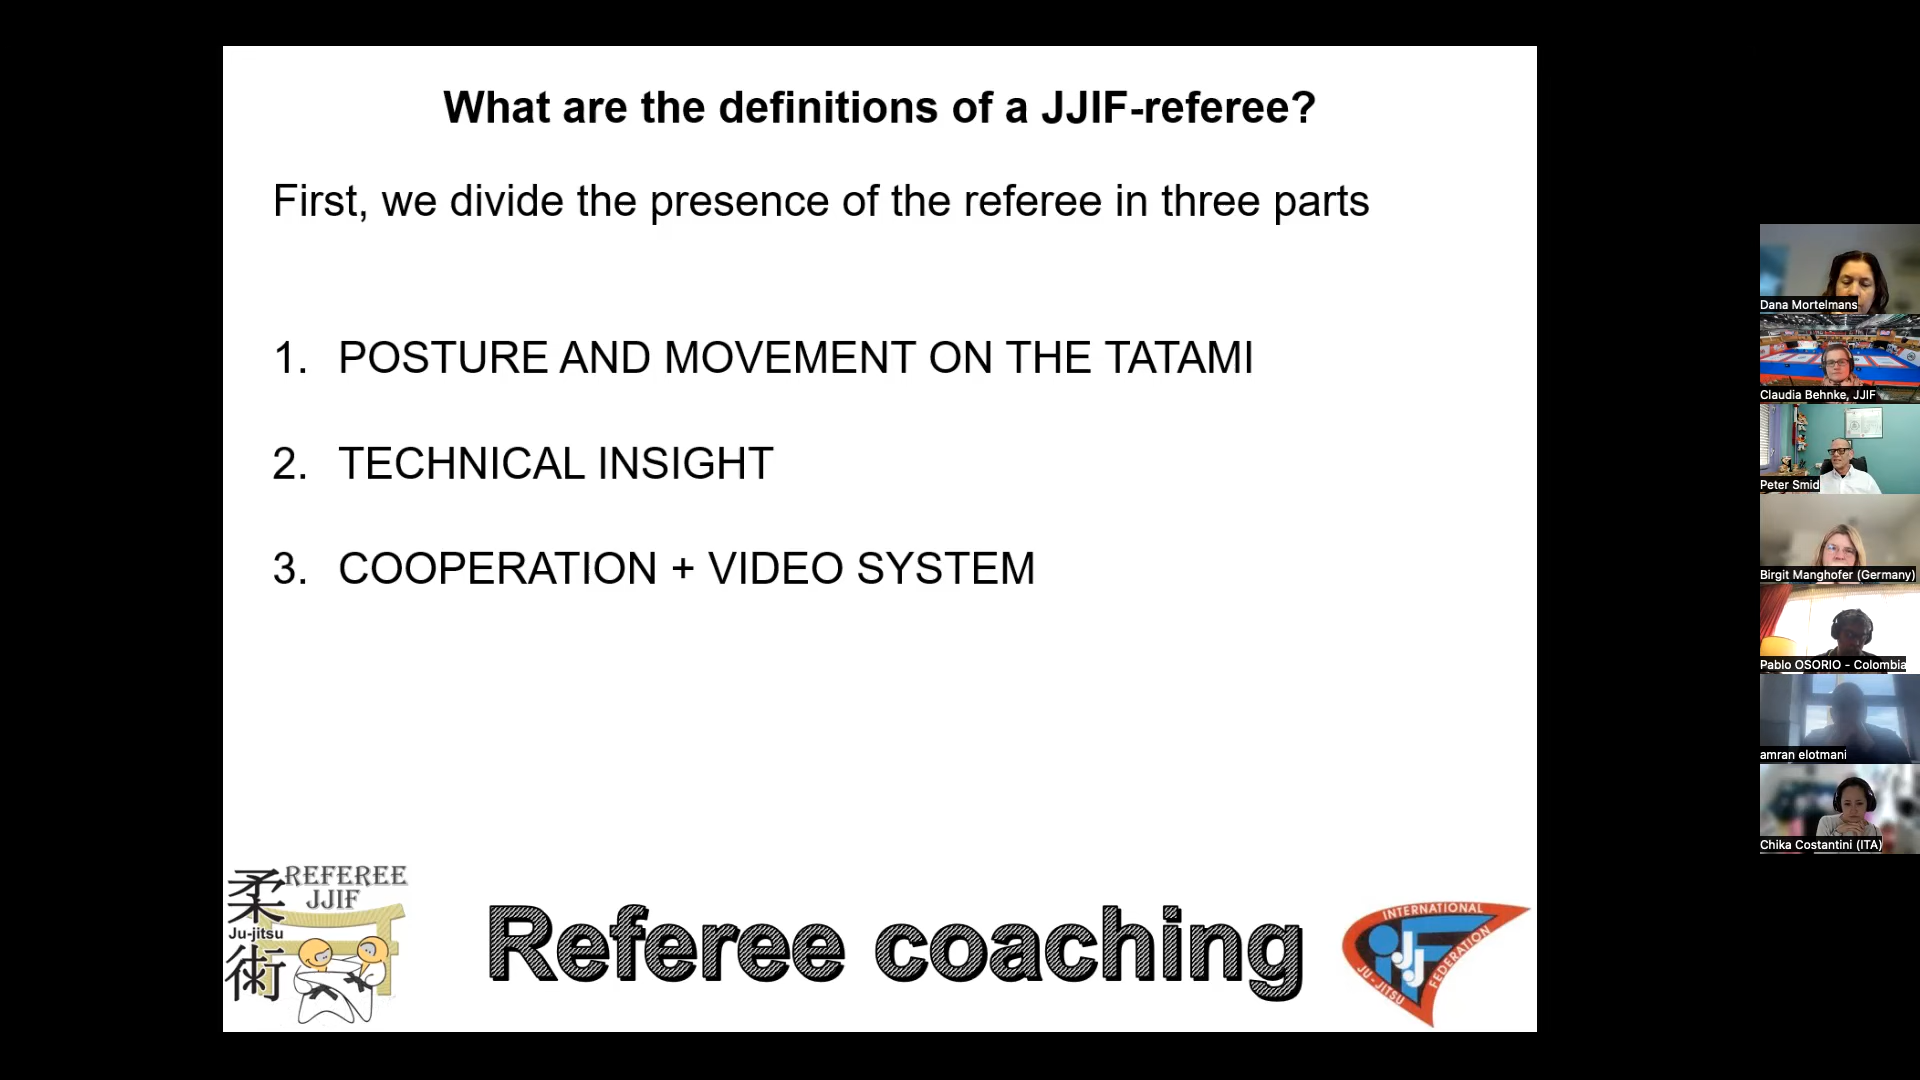 What are the definitions of a JJIF-referee?
First, we divide the presence of the referee in three parts
1. POSTURE AND MOVEMENT ON THE TATAMI
2. TECHNICAL INSIGHT
3. COOPERATION + VIDEO SYSTEM
柔術
REFEREE
JJIF
Ju-jitsu
Referee coaching
INTERNATIONAL
JJIF
JU-JITSU
FEDERATION
Dana Mortelmans
Claudia Behnke, JJIF
Peter Smid
Birgit Manghofer (Germany)
Pablo OSORIO - Colombia
amran elotmani
Chika Costantini (ITA)